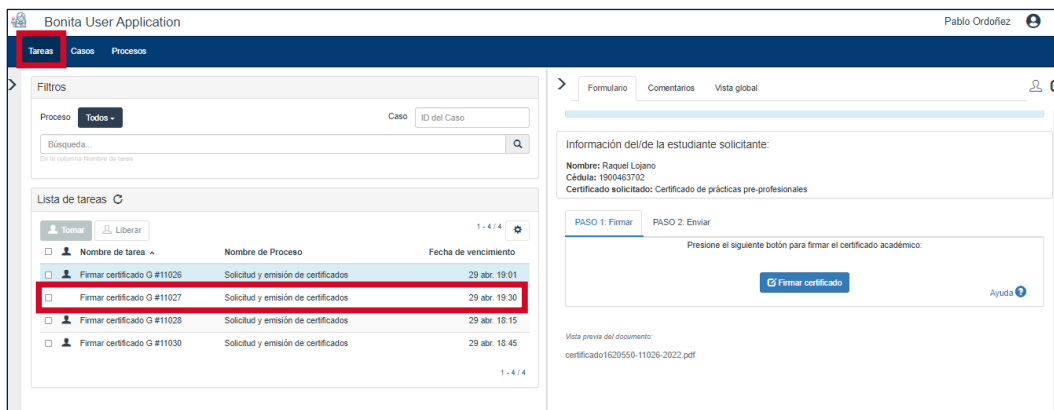 Bonita User Application
Pablo Ordoñez
Tareas Casos Procesos
Filtros
Proceso Todos Caso ID del Caso
Búsqueda...
En la columna Nombre de tarea
Lista de tareas
Tomar Liberar 1 - 4 / 4
Nombre de tarea Nombre de Proceso Fecha de vencimiento
Firmar certificado G #11026 Solicitud y emisión de certificados 29 abr. 19:01
Firmar certificado G #11027 Solicitud y emisión de certificados 29 abr. 19:30
Firmar certificado G #11028 Solicitud y emisión de certificados 29 abr. 18:15
Firmar certificado G #11030 Solicitud y emisión de certificados 29 abr. 18:45
1 - 4 / 4
Formulario Comentarios Vista global
Información del/de la estudiante solicitante:
Nombre: Raquel Lojano
Cédula: 1900463702
Certificado solicitado: Certificado de prácticas pre-profesionales
PASO 1: Firmar PASO 2: Enviar
Presione el siguiente botón para firmar el certificado académico:
Firmar certificado
Ayuda ?
Vista previa del documento:
certificado1620550-11026-2022.pdf